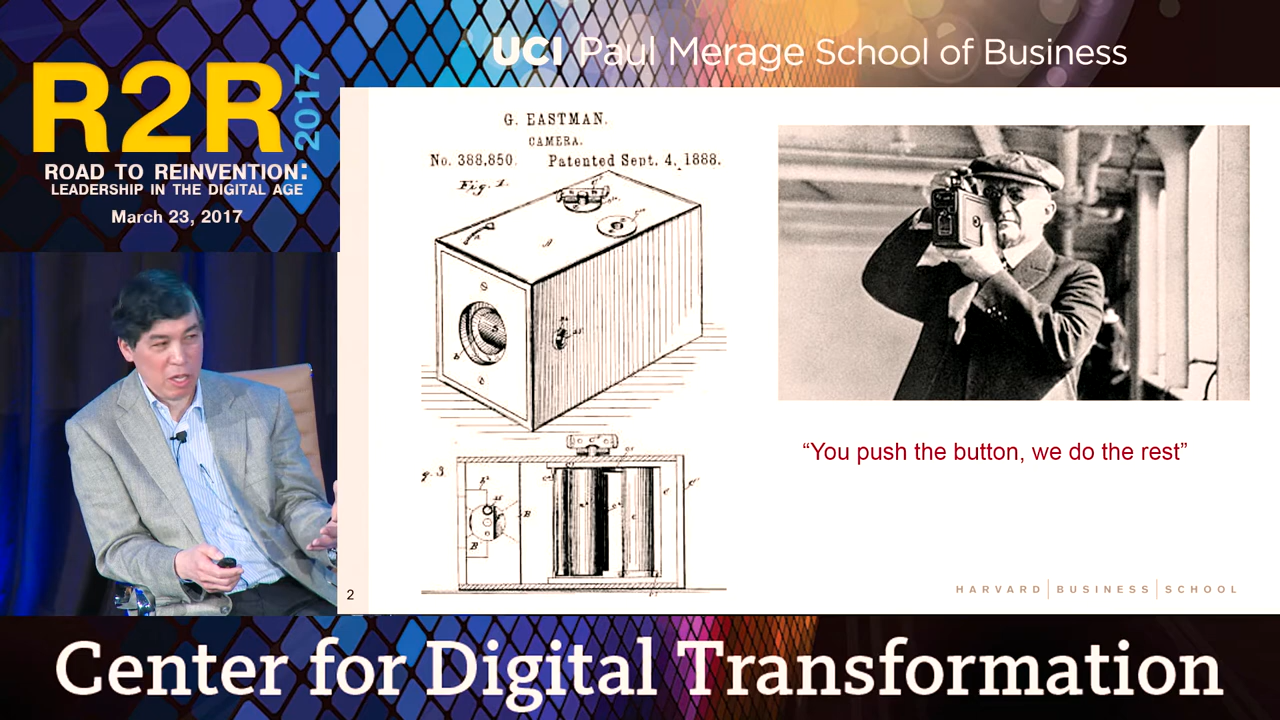 UCI Paul Merage School of Business
R2R 2017
ROAD TO REINVENTION:
LEADERSHIP IN THE DIGITAL AGE
March 23, 2017
G. EASTMAN.
CAMERA.
No. 388,850. Patented Sept. 4, 1888.
Fig. 1.
g. 3
B
B
“You push the button, we do the rest”
2
HARVARD BUSINESS SCHOOL
Center for Digital Transformation